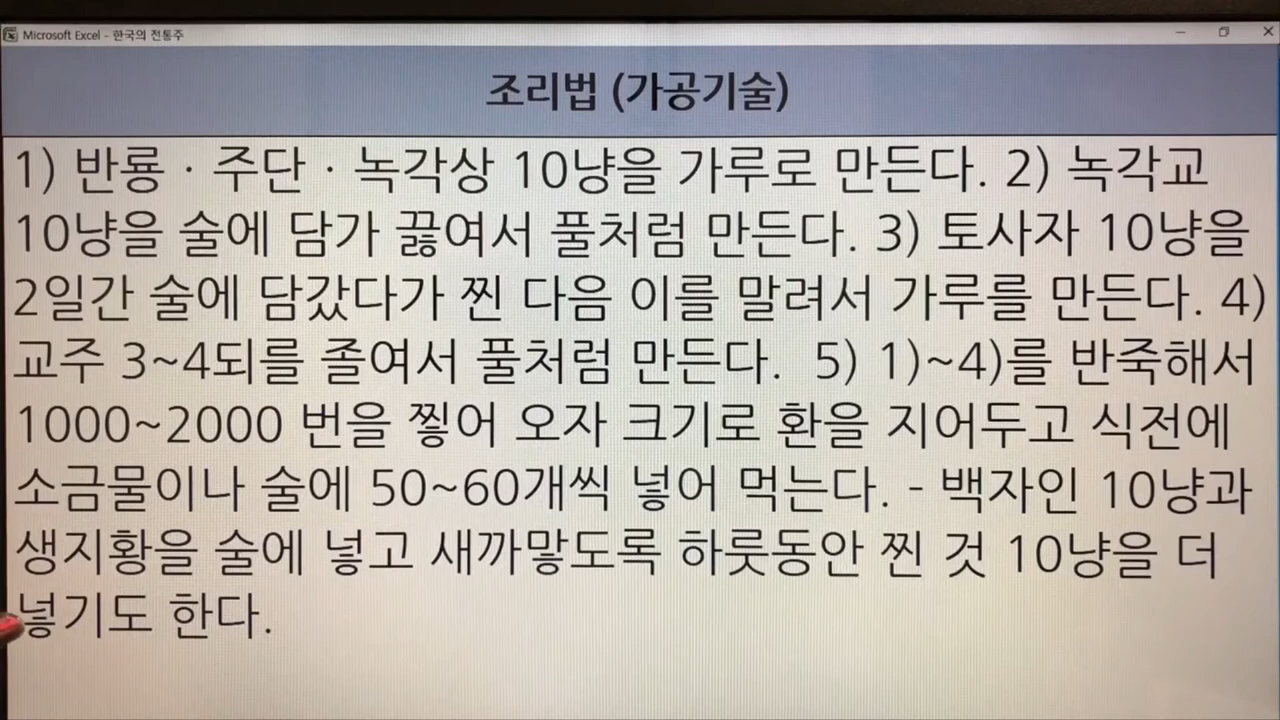 Microsoft Excel - 한국의 전통주
조리법 (가공기술)
1) 반룡 · 주단 · 녹각상 10냥을 가루로 만든다. 2) 녹각교
10냥을 술에 담가 끓여서 풀처럼 만든다. 3) 토사자 10냥을
2일간 술에 담갔다가 찐 다음 이를 말려서 가루를 만든다. 4)
교주 3~4되를 졸여서 풀처럼 만든다. 5) 1)~4)를 반죽해서
1000~2000 번을 찧어 오자 크기로 환을 지어두고 식전에
소금물이나 술에 50~60개씩 넣어 먹는다. - 백자인 10냥과
생지황을 술에 넣고 새까맣도록 하룻동안 찐 것 10냥을 더
넣기도 한다.